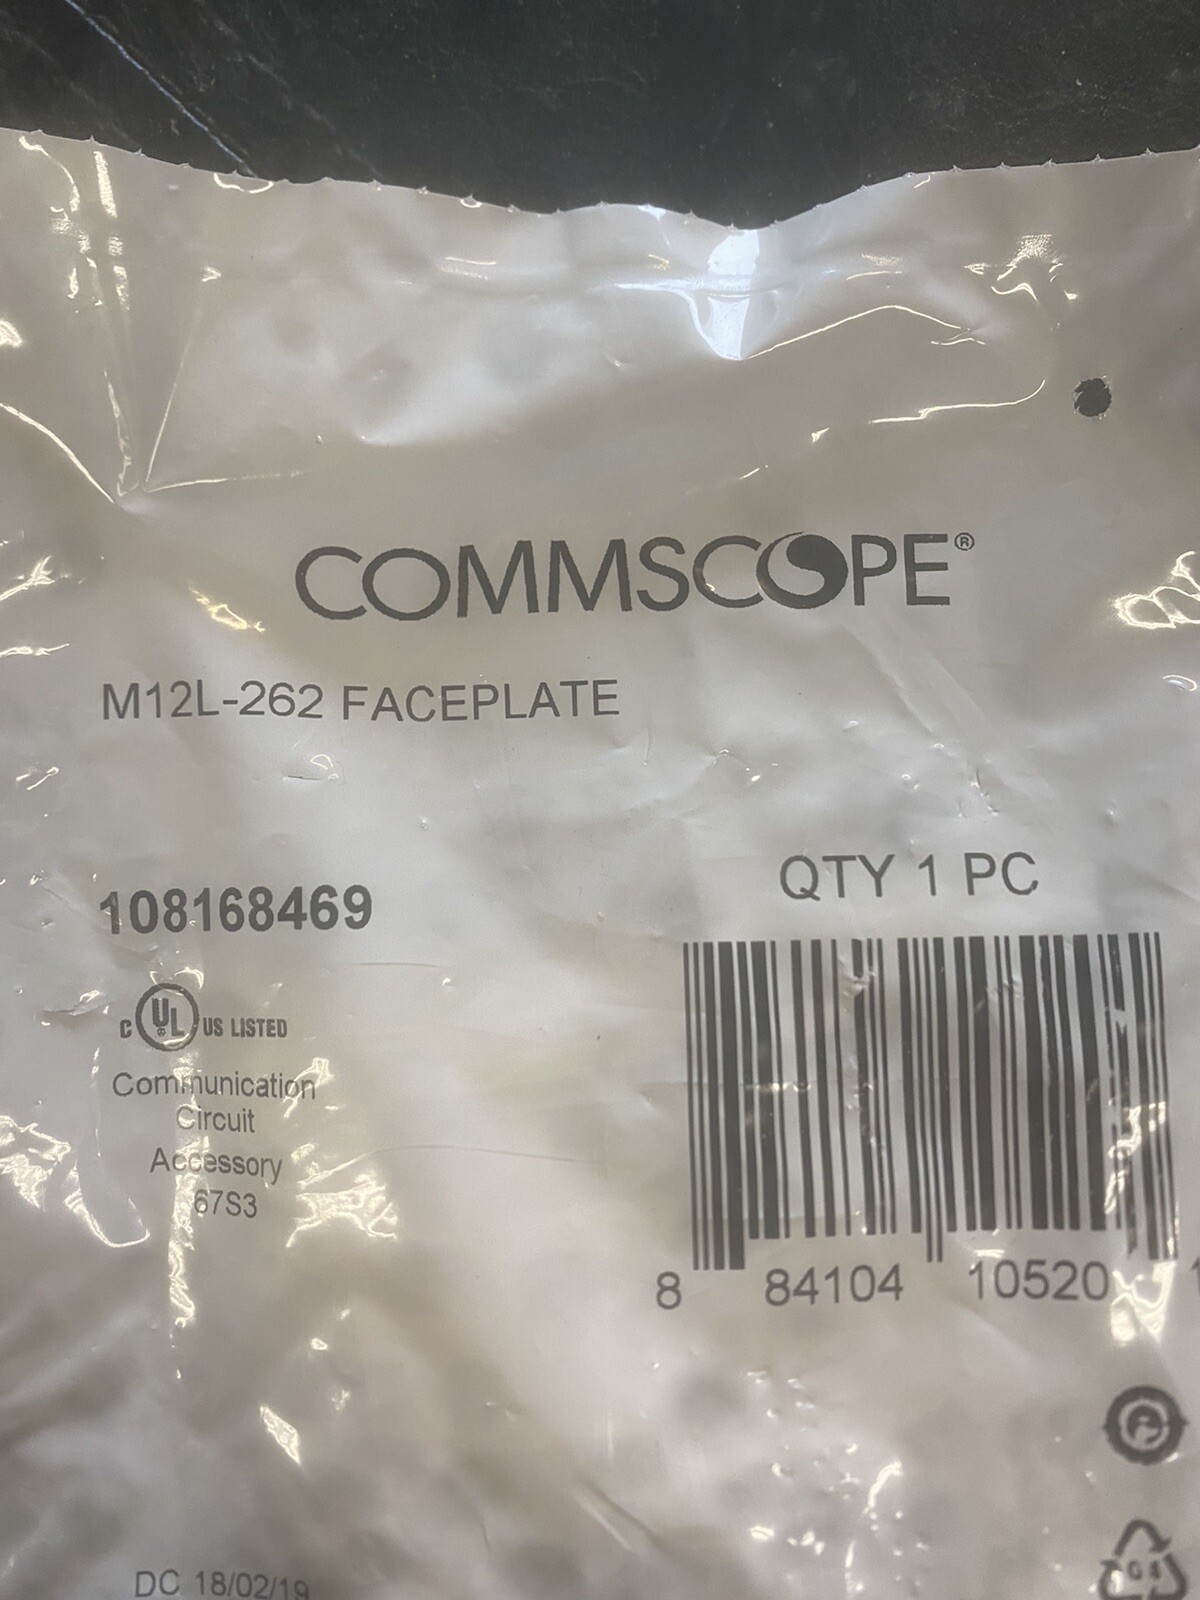 COMMSCOPE®
M12L-262 FACEPLATE
QTY 1 PC
108168469
C UL US LISTED
Communication
Circuit
Accessory
67S3
8 84104 10520 1
DC 18/02/19